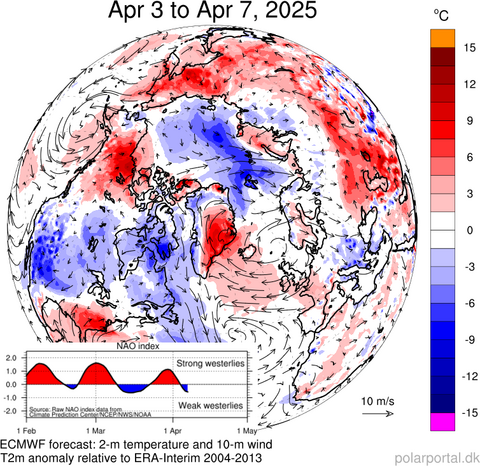 Apr 3 to Apr 7, 2025
°C
15
12
9
6
3
0
-3
-6
-9
-12
-15
10 m/s
NAO index
2.0
1.0
0.0
-1.0
-2.0
Strong westerlies
Weak westerlies
Source: Raw NAO index data from
Climate Prediction Center/NCEP/NWS/NOAA
1 Feb
1 Mar
1 Apr
1 May
ECMWF forecast: 2-m temperature and 10-m wind
T2m anomaly relative to ERA-Interim 2004-2013
polarportal.dk